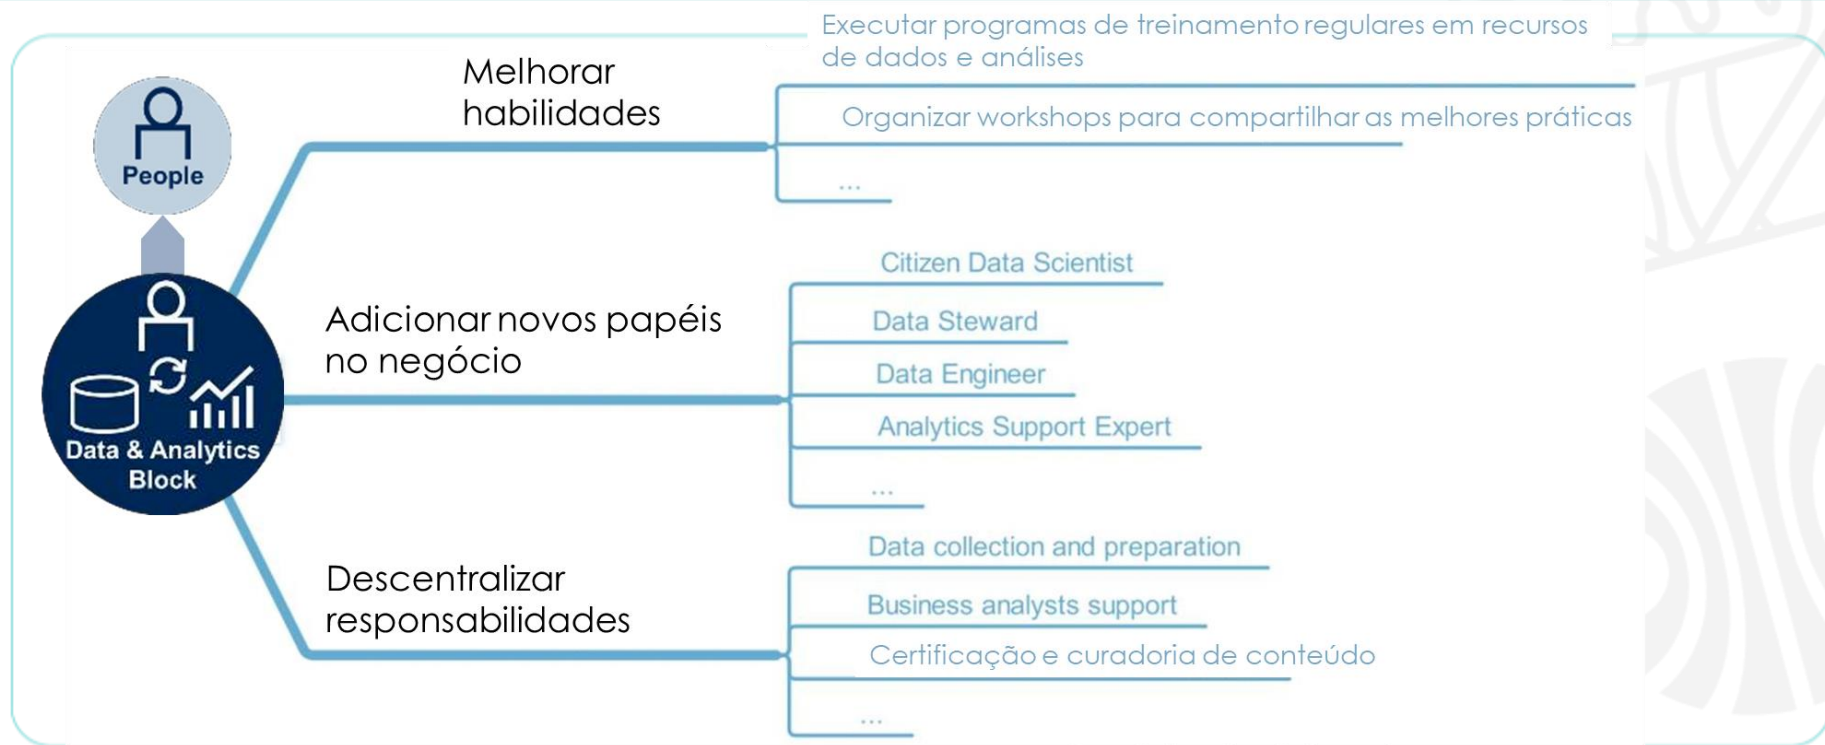 Executar programas de treinamento regulares em recursos
de dados e análises
Melhorar
habilidades
Organizar workshops para compartilhar as melhores práticas
...
People
Citizen Data Scientist
Adicionar novos papéis
no negócio
Data Steward
Data Engineer
Analytics Support Expert
...
Data & Analytics
Block
Data collection and preparation
Descentralizar
responsabilidades
Business analysts support
Certificação e curadoria de conteúdo
...